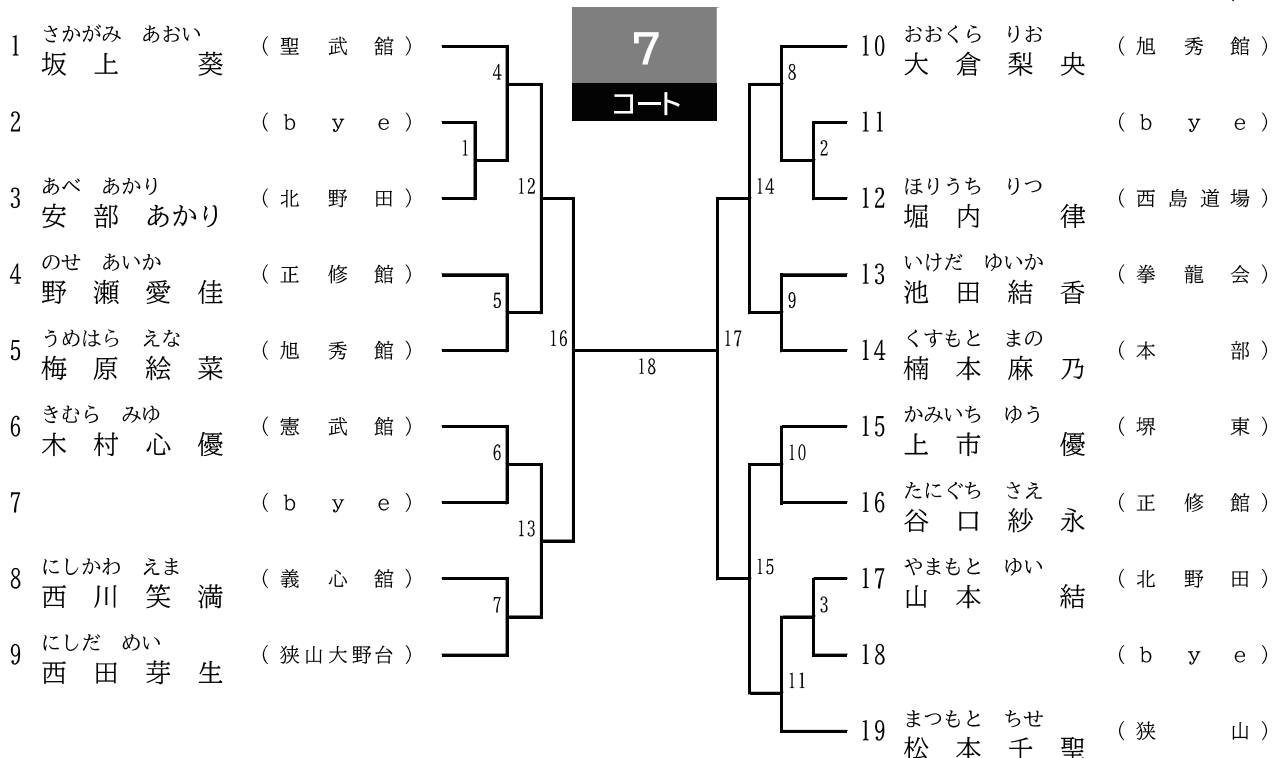 7
コート
1 さかがみ あおい
坂上 葵 (聖武舘)
2 (bye)
3 あべ あかり
安部 あかり (北野田)
4 のせ あいか
野瀬愛佳 (正修館)
5 うめはら えな
梅原絵菜 (旭秀館)
6 きむら みゆ
木村心優 (憲武舘)
7 (bye)
8 にしかわ えま
西川笑満 (義心舘)
9 にしだ めい
西田芽生 (狭山大野台)
4
1
12
5
16
6
13
7
18
10 おおくら りお
大倉梨央 (旭秀館)
11 (bye)
12 ほりうち りつ
堀内 律 (西島道場)
13 いけだ ゆいか
池田結香 (拳龍会)
14 くすもと まの
楠本麻乃 (本部)
15 かみいち ゆう
上市 優 (堺東)
16 たにぐち さえ
谷口紗永 (正修館)
17 やまもと ゆい
山本 結 (北野田)
18 (bye)
19 まつもと ちせ
松本千聖 (狭山)
8
2
14
9
17
10
15
3
11